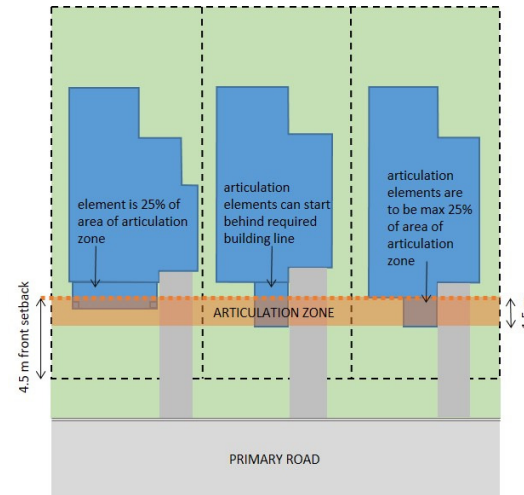 element is 25% of
area of articulation
zone
articulation
elements can start
behind required
building line
articulation
elements are
to be max 25%
of area of
articulation
zone
ARTICULATION ZONE
4.5 m front setback
PRIMARY ROAD